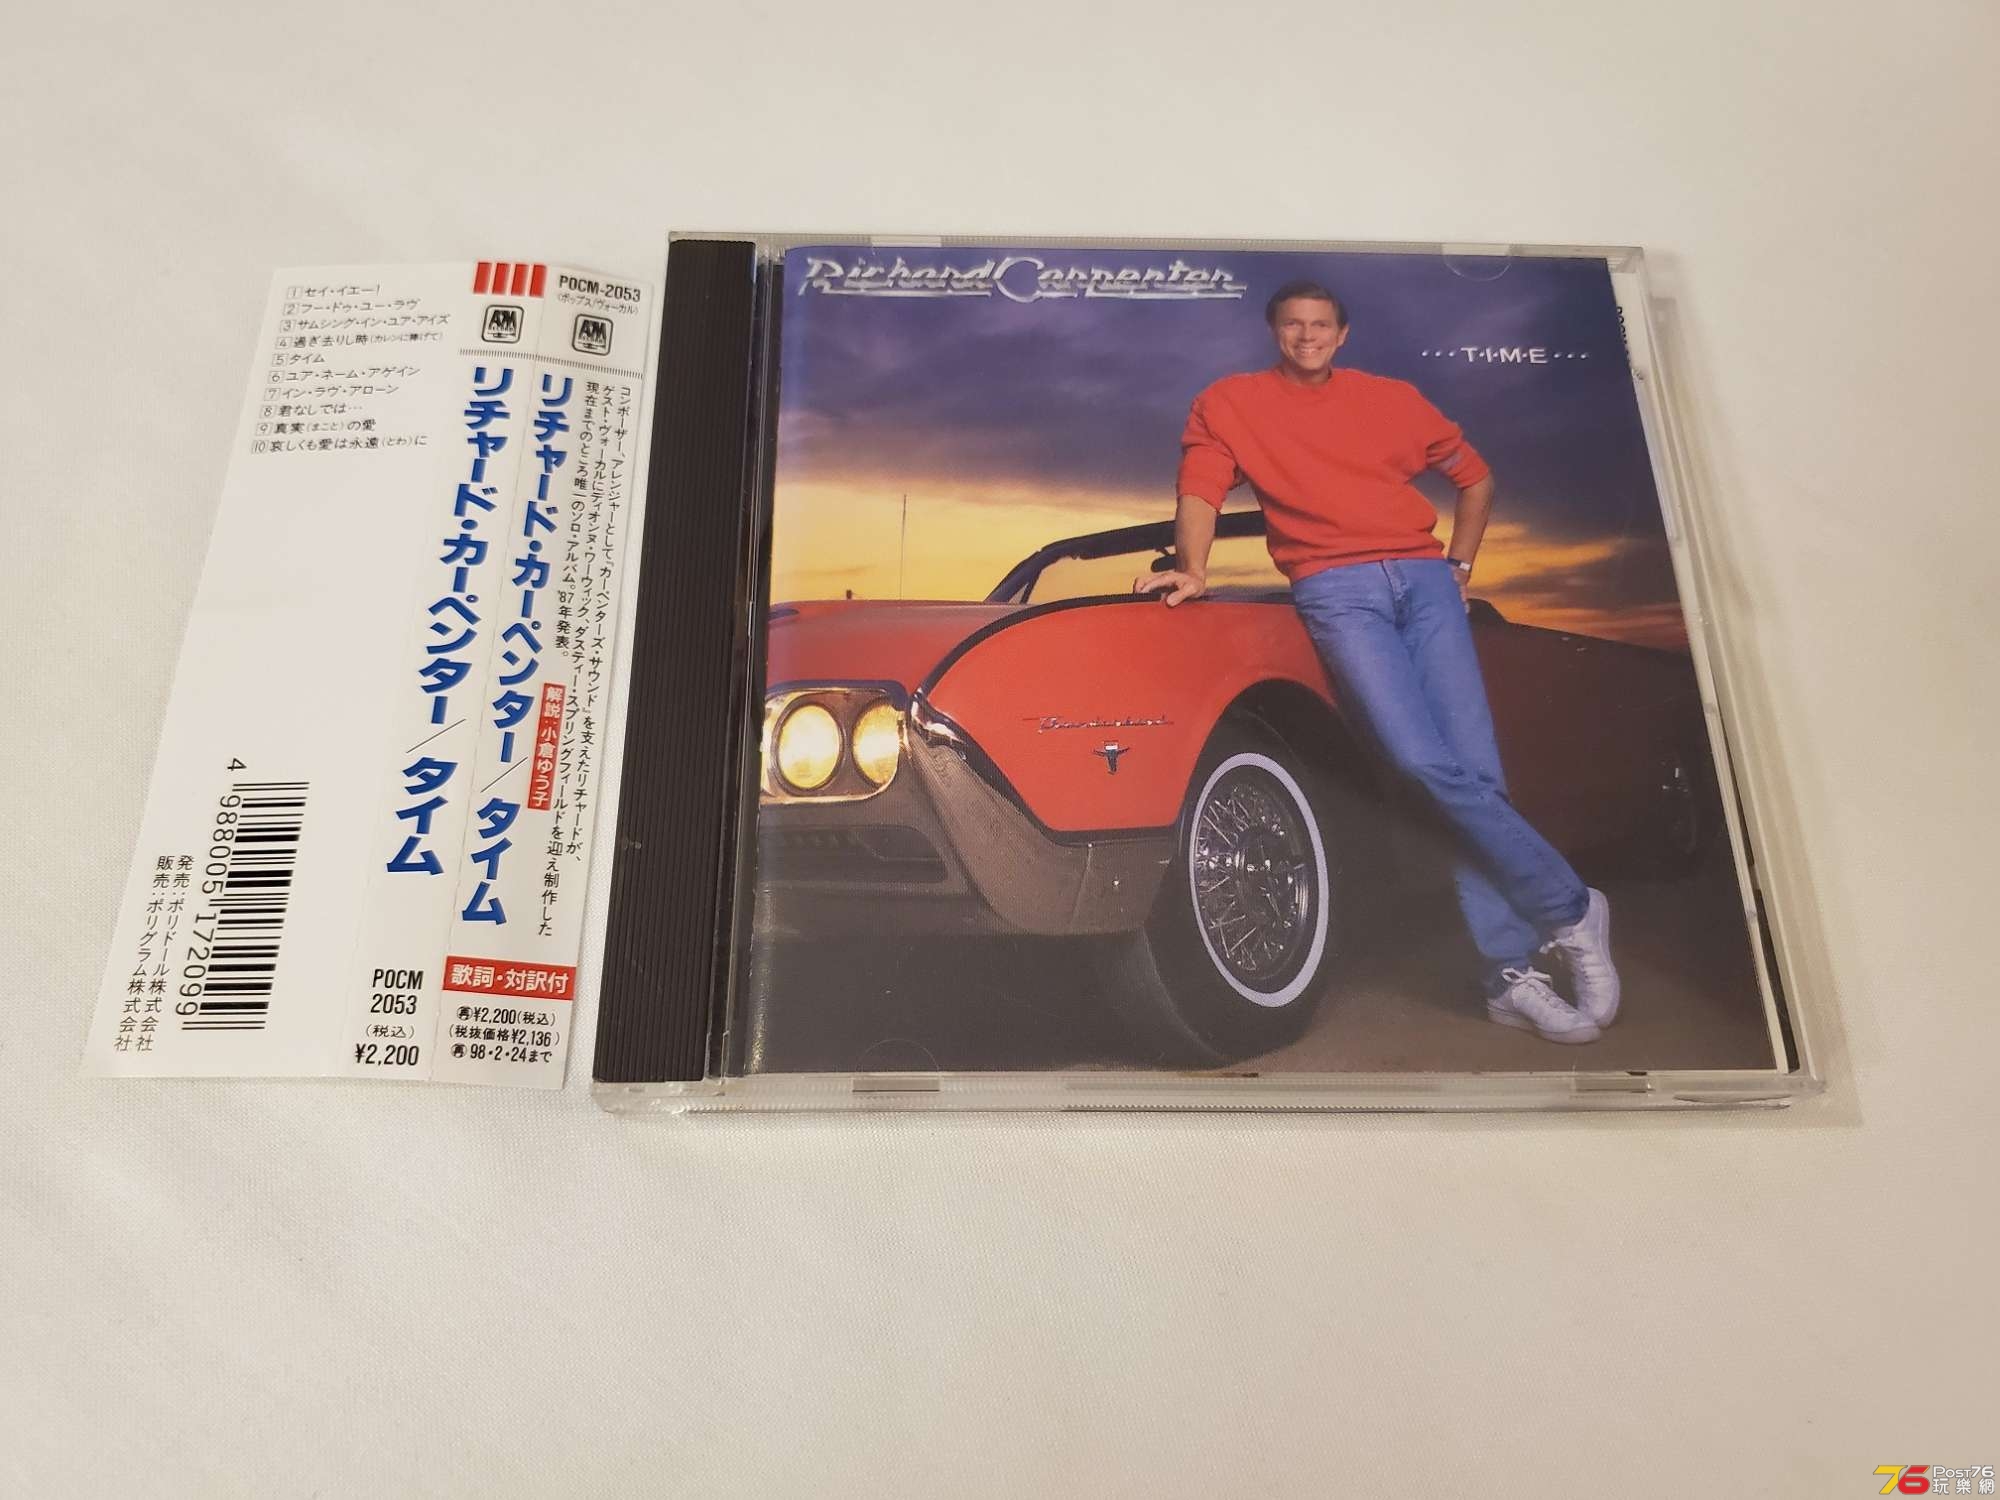 1 セイ・イエー!
2 フー・ドゥ・ユー・ラヴ
3 サムシング・イン・ユア・アイズ
4 過ぎ去りし時(カレンに捧げて)
5 タイム
6 ユア・ネーム・アゲイン
7 イン・ラヴ・アローン
8 君なしでは…
9 真実(まこと)の愛
10 哀しくも愛は永遠(とわ)に
4 988005 172099
発売:ポリドール株式会社
販売:ポリグラム株式会社
A&M
RECORDS
リチャード・カーペンター/タイム
POCM
2053
(税込)
¥2,200
POCM-2053
(ポップス/ヴォーカル)
A&M
RECORDS
リチャード・カーペンター/タイム
コンポーザー、アレンジャーとして『カーペンターズ・サウンド』を支えたリチャードが、
ゲスト・ヴォーカルにディオンヌ・ワーウィック、ダスティー・スプリングフィールドを迎え制作した
現在までのところ唯一のソロ・アルバム。'87年発表。
解説:小倉ゆう子
歌詞・対訳付
再¥2,200(税込)
(税抜価格¥2,136)
再98・2・24まで
Richard Carpenter
···T·I·M·E···
Thunderbird
76 POST76
玩樂網